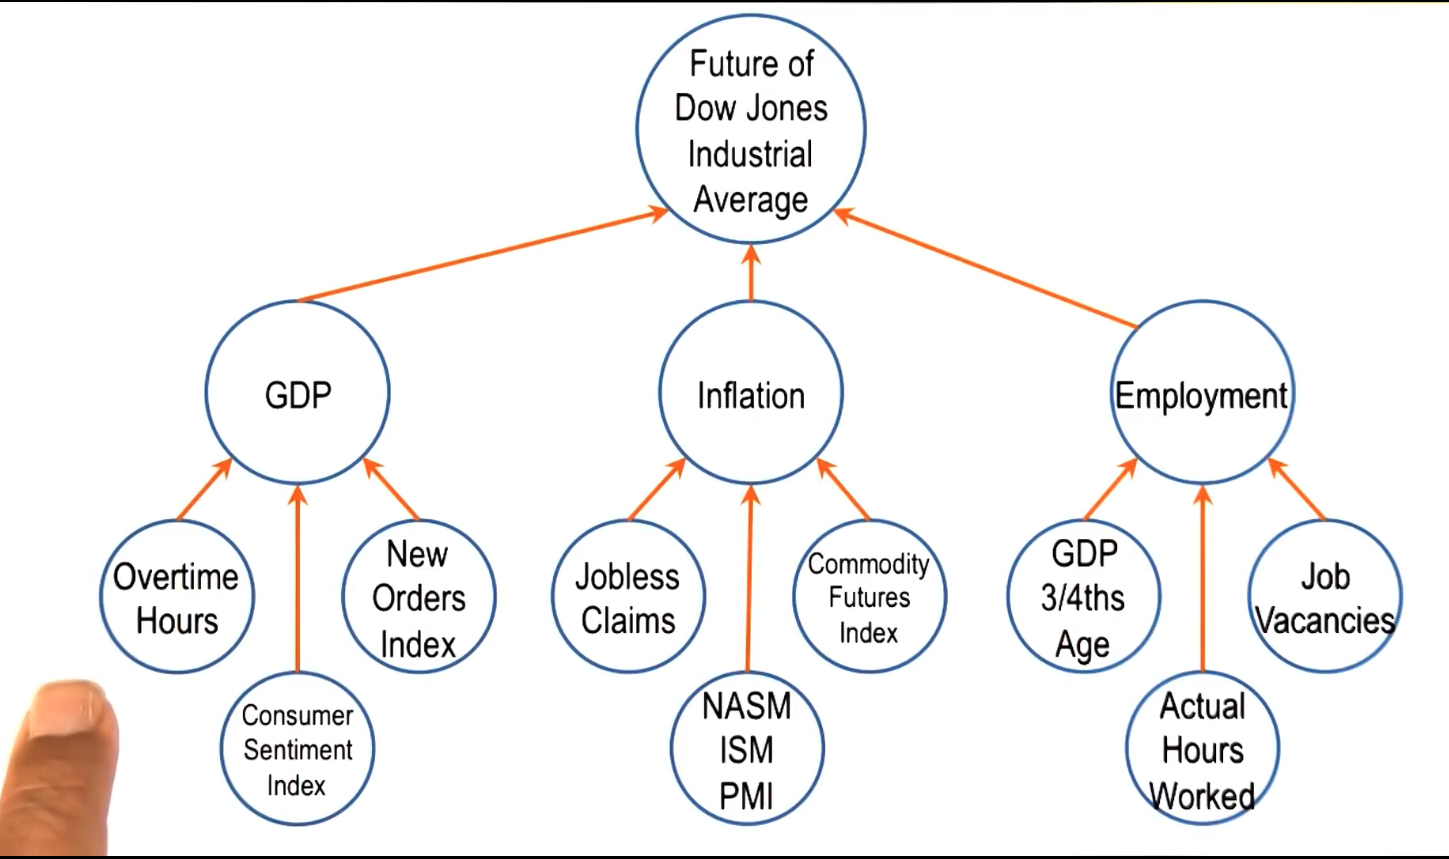 Future of
Dow Jones
Industrial
Average
GDP
Inflation
Employment
Overtime
Hours
New
Orders
Index
Jobless
Claims
Commodity
Futures
Index
GDP
3/4ths
Age
Job
Vacancies
Consumer
Sentiment
Index
NASM
ISM
PMI
Actual
Hours
Worked